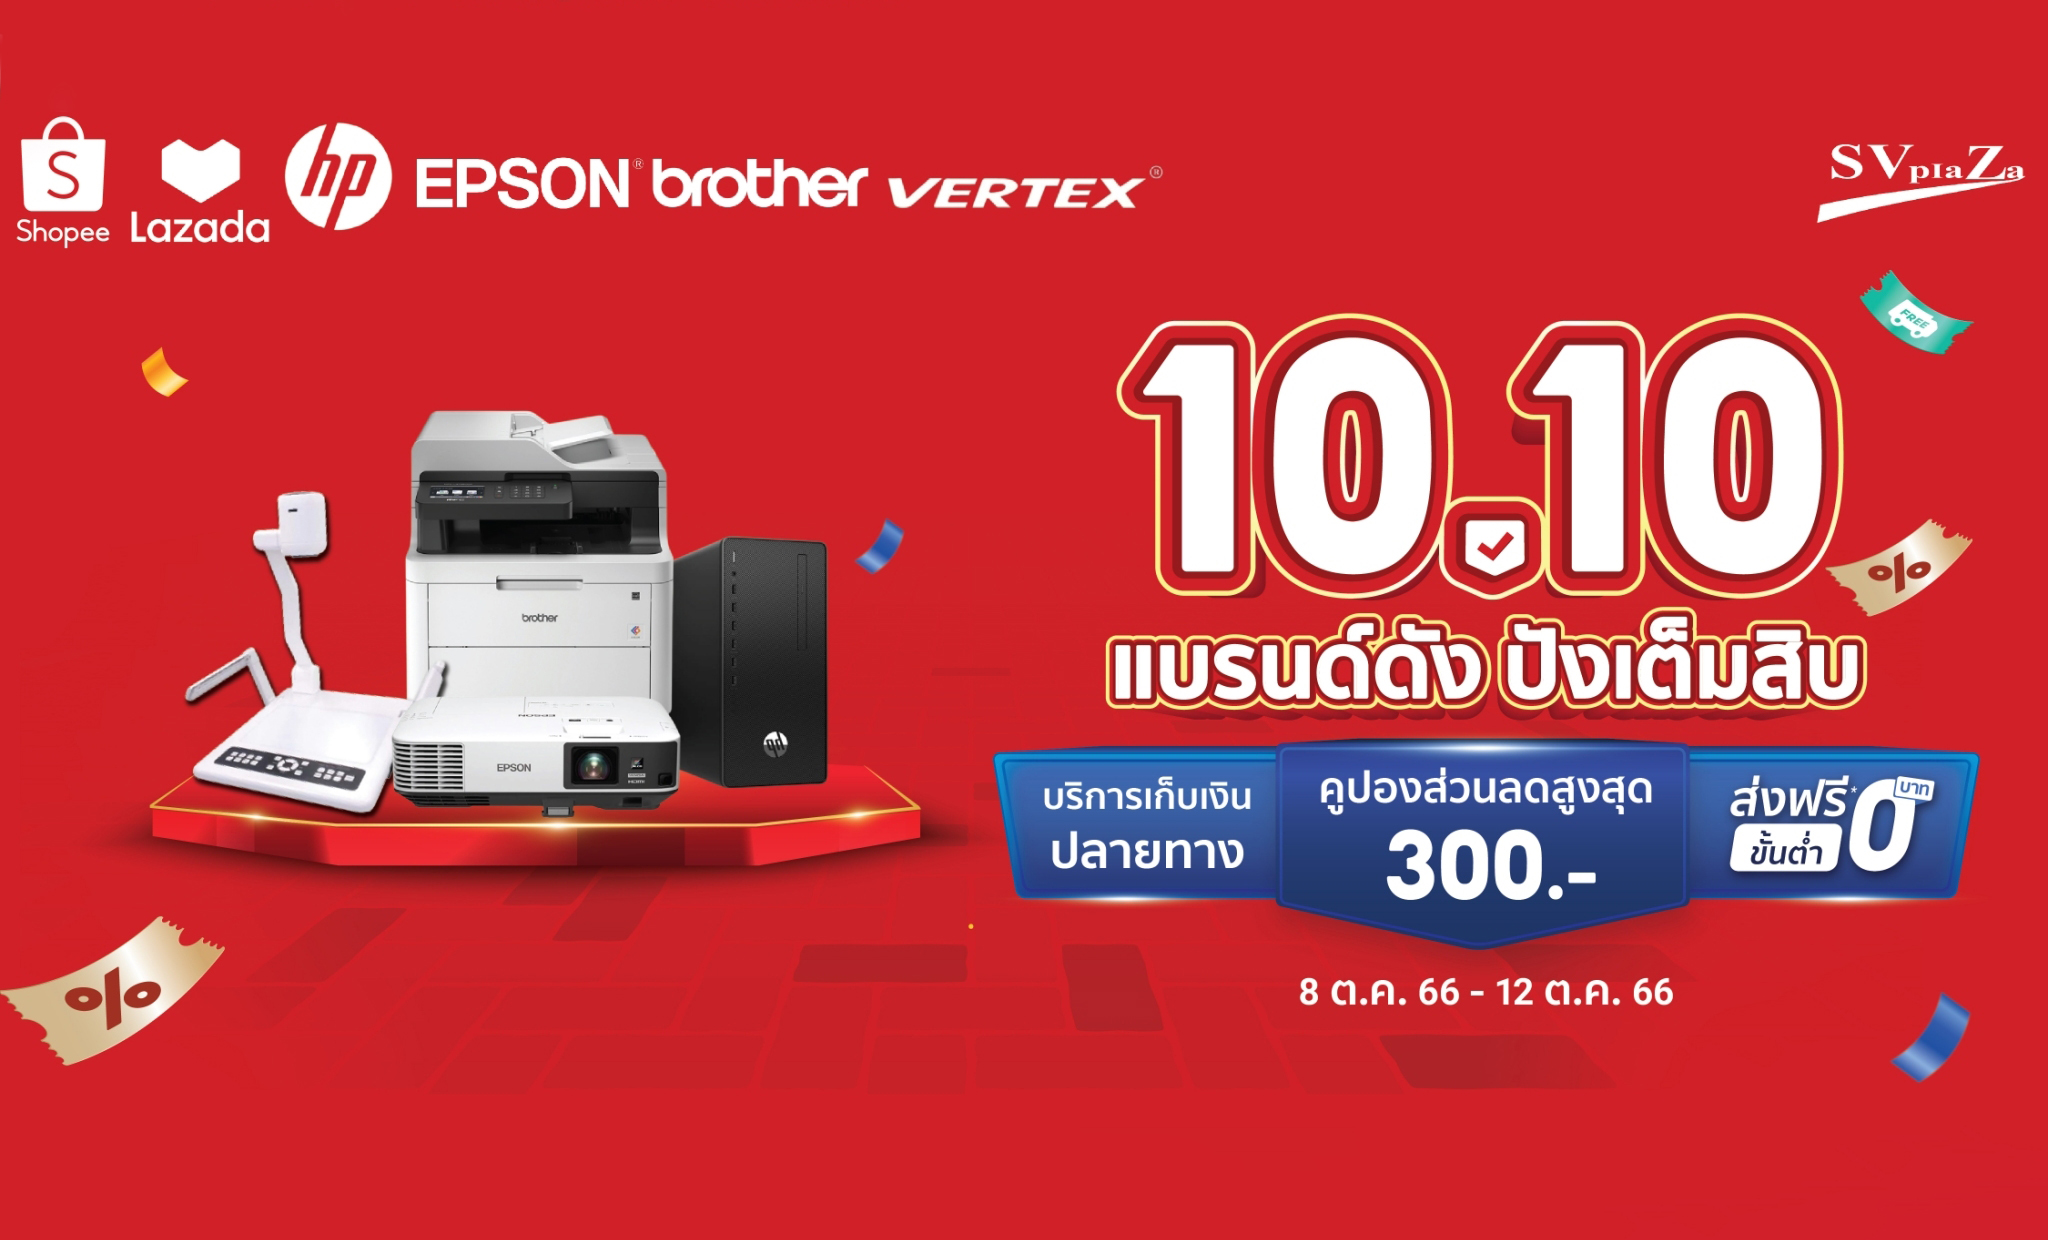 Shopee
Lazada
hp
EPSON®
brother
VERTEX®
SVplaZa
FREE
10.10
%
แบรนด์ดัง ปังเต็มสิบ
brother
EPSON
EPSON
HDMI
hp
บริการเก็บเงิน
ปลายทาง
คูปองส่วนลดสูงสุด
300.-
ส่งฟรี*
ขั้นต่ำ 0 บาท
8 ต.ค. 66 - 12 ต.ค. 66
%